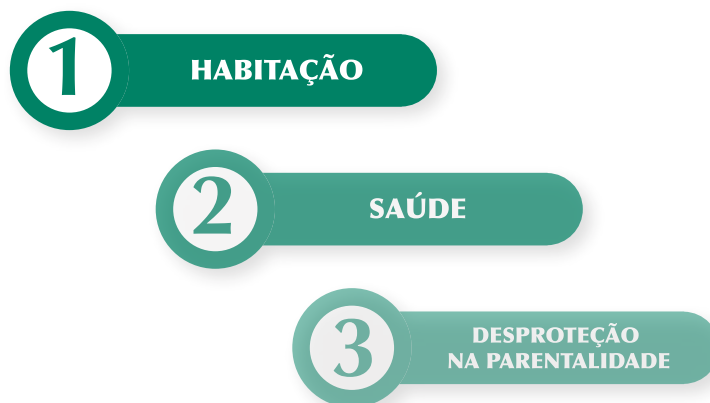 1
HABITAÇÃO
2
SAÚDE
3
DESPROTEÇÃO
NA PARENTALIDADE